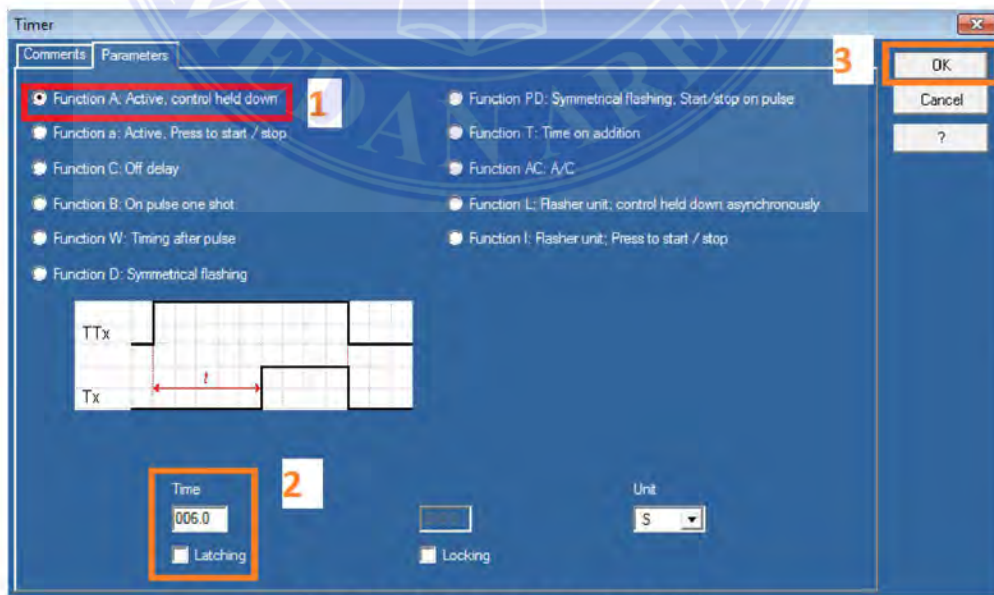 Timer
Comments Parameters
3
OK
Cancel
?
Function A: Active, control held down
1
Function a: Active, Press to start / stop
Function C: Off delay
Function B: On pulse one shot
Function W: Timing after pulse
Function D: Symmetrical flashing
Function PD: Symmetrical flashing, Start/stop on pulse
Function T: Time on addition
Function AC: A/C
Function L: Flasher unit; control held down asynchronously
Function I: Flasher unit; Press to start / stop
TTx
t
Tx
2
Time
006.0
Latching
Locking
Unit
S
MEDAN AREA